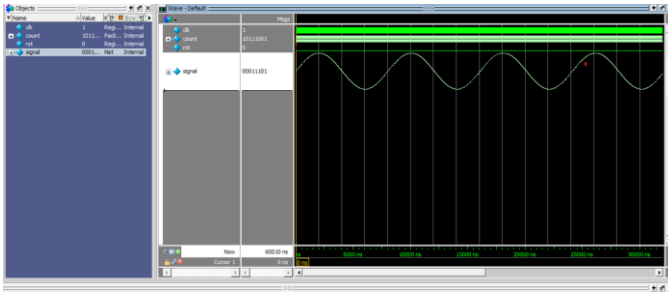 Objects
Wave - Default
Name
Value
Msgs
clk
1
Regi... Internal
count
1011...
Pack... Internal
rst
0
Regi... Internal
signal
0001...
Net
Internal
clk
1
count
10111001
rst
0
signal
00011101
Now
60010 ns
ns
5000 ns
10000 ns
15000 ns
20000 ns
25000 ns
30000 ns
Cursor 1
0 ns
0 ns